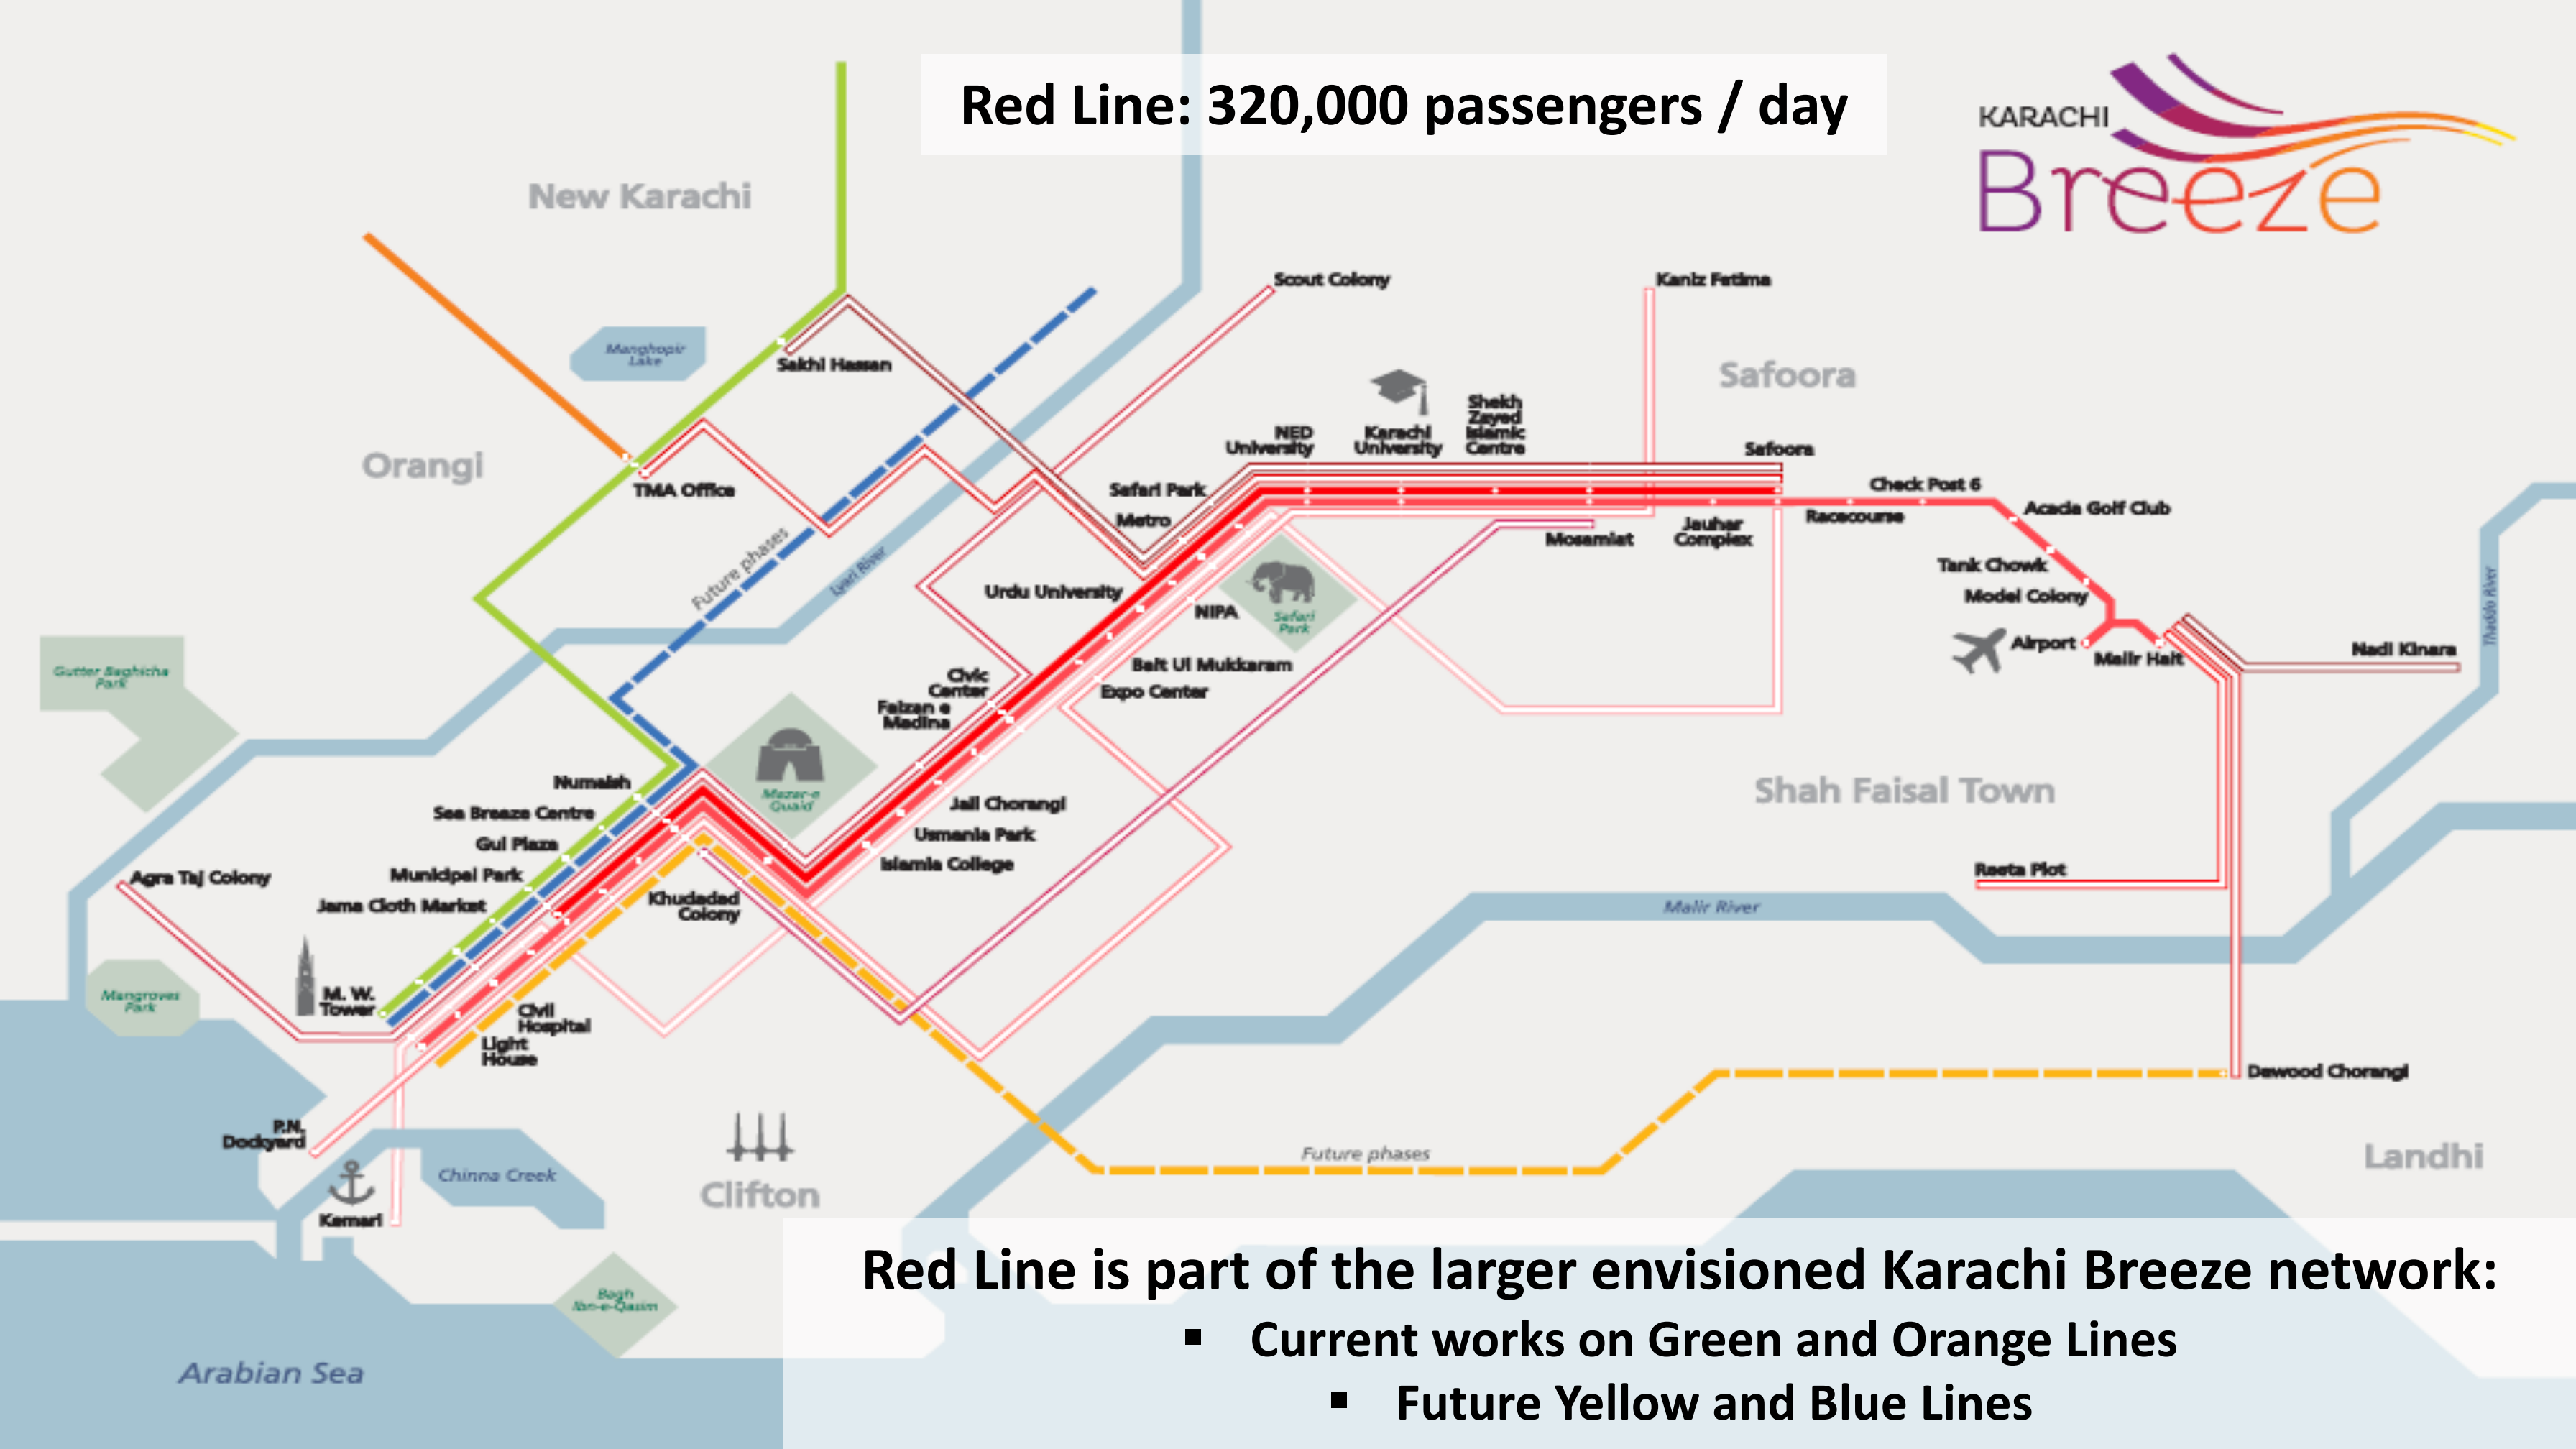 Red Line: 320,000 passengers / day
KARACHI
Breeze
New Karachi
Scout Colony
Kaniz Fatima
Manghopir
Lake
Sakhi Hassan
Safoora
Shekh
Zayed
Islamic
Centre
NED
University
Karachi
University
Safoora
Orangi
TMA Office
Safari Park
Metro
Check Post 6
Racecourse
Acacia Golf Club
Jauhar
Complex
Mosamiat
Future phases
Lyari River
Urdu University
NIPA
Safari
Park
Tank Chowk
Model Colony
Airport
Malir Halt
Nadi Kinara
Thaddo River
Gutter Baghicha
Park
Civic
Center
Bait Ul Mukkaram
Expo Center
Faizan e
Madina
Mazar-e
Quaid
Numaish
Sea Breeze Centre
Gul Plaza
Municipal Park
Jama Cloth Market
Jail Chorangi
Usmania Park
Islamia College
Shah Faisal Town
Agra Taj Colony
Khudadad
Colony
Reeta Plot
Malir River
Mangroves
Park
M. W.
Tower
Civil
Hospital
Light
House
Dawood Chorangi
P.N.
Dockyard
Future phases
Landhi
Chinna Creek
Clifton
Kemari
Bagh
Ibn-e-Qasim
Arabian Sea
Red Line is part of the larger envisioned Karachi Breeze network:
▪ Current works on Green and Orange Lines
▪ Future Yellow and Blue Lines